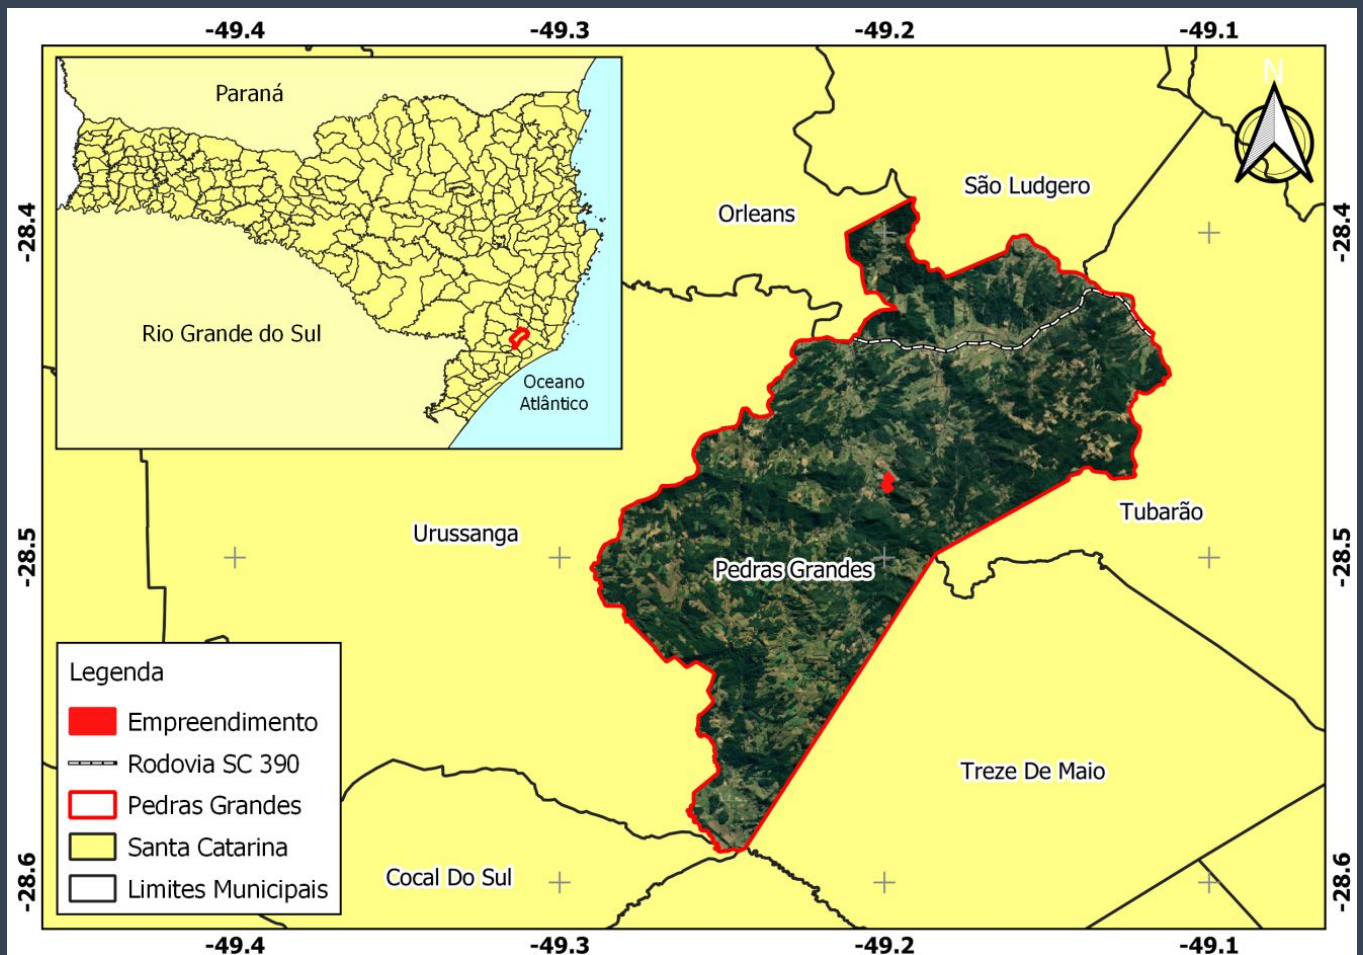 -49.4
-49.3
-49.2
-49.1
N
Paraná
Rio Grande do Sul
Oceano
Atlântico
-28.4
-28.4
São Ludgero
Orleans
Tubarão
Urussanga
-28.5
-28.5
Pedras Grandes
Treze De Maio
Cocal Do Sul
-28.6
-28.6
Legenda
Empreendimento
Rodovia SC 390
Pedras Grandes
Santa Catarina
Limites Municipais
-49.4
-49.3
-49.2
-49.1